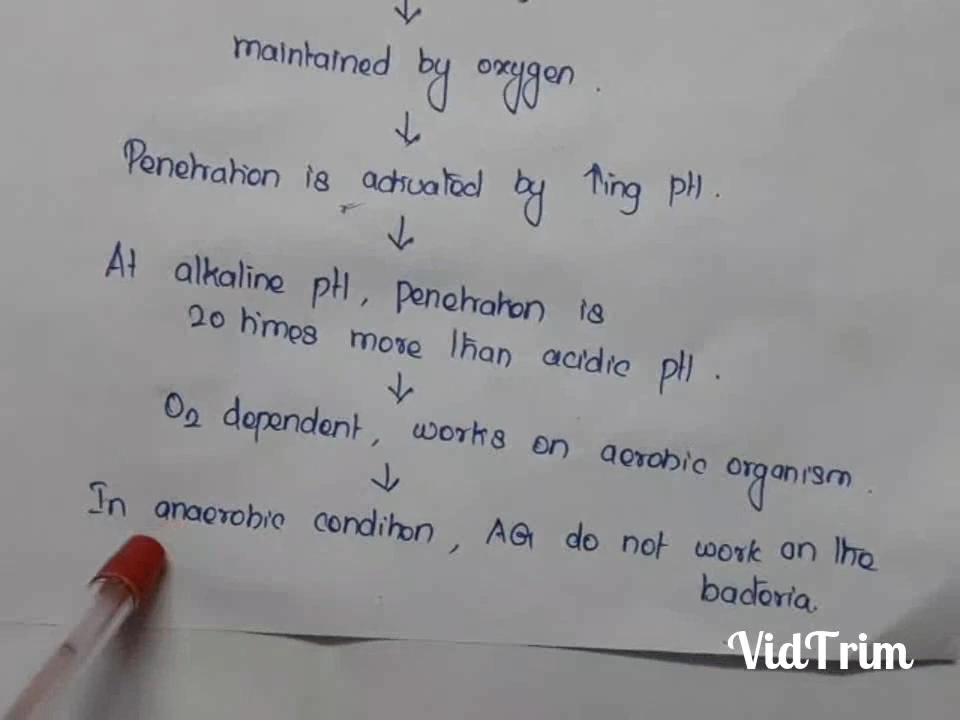 ↓
maintained by oxygen.
↓
Penetration is activated by ↑ing pH.
↓
At alkaline pH, penetration is
20 times more than acidic pH.
↓
O2 dependent, works on aerobic organism.
↓
In anaerobic condition, AG do not work on the
bacteria.
VidTrim